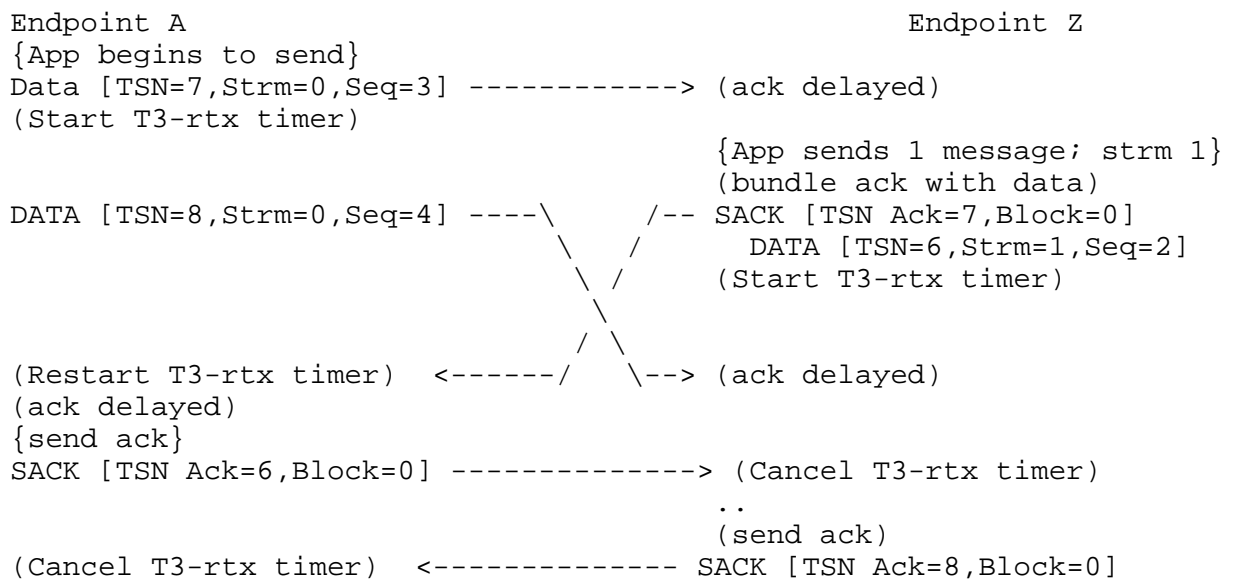 Endpoint A                                         Endpoint Z
{App begins to send}
Data [TSN=7,Strm=0,Seq=3] ------------> (ack delayed)
(Start T3-rtx timer)
                                        {App sends 1 message; strm 1}
                                        (bundle ack with data)
DATA [TSN=8,Strm=0,Seq=4] ----\     /-- SACK [TSN Ack=7,Block=0]
                               \   /      DATA [TSN=6,Strm=1,Seq=2]
                                \ /     (Start T3-rtx timer)
                                 \
                                / \
(Restart T3-rtx timer)  <------/   \--> (ack delayed)
(ack delayed)
{send ack}
SACK [TSN Ack=6,Block=0] --------------> (Cancel T3-rtx timer)
                                        ..
                                        (send ack)
(Cancel T3-rtx timer)  <-------------- SACK [TSN Ack=8,Block=0]